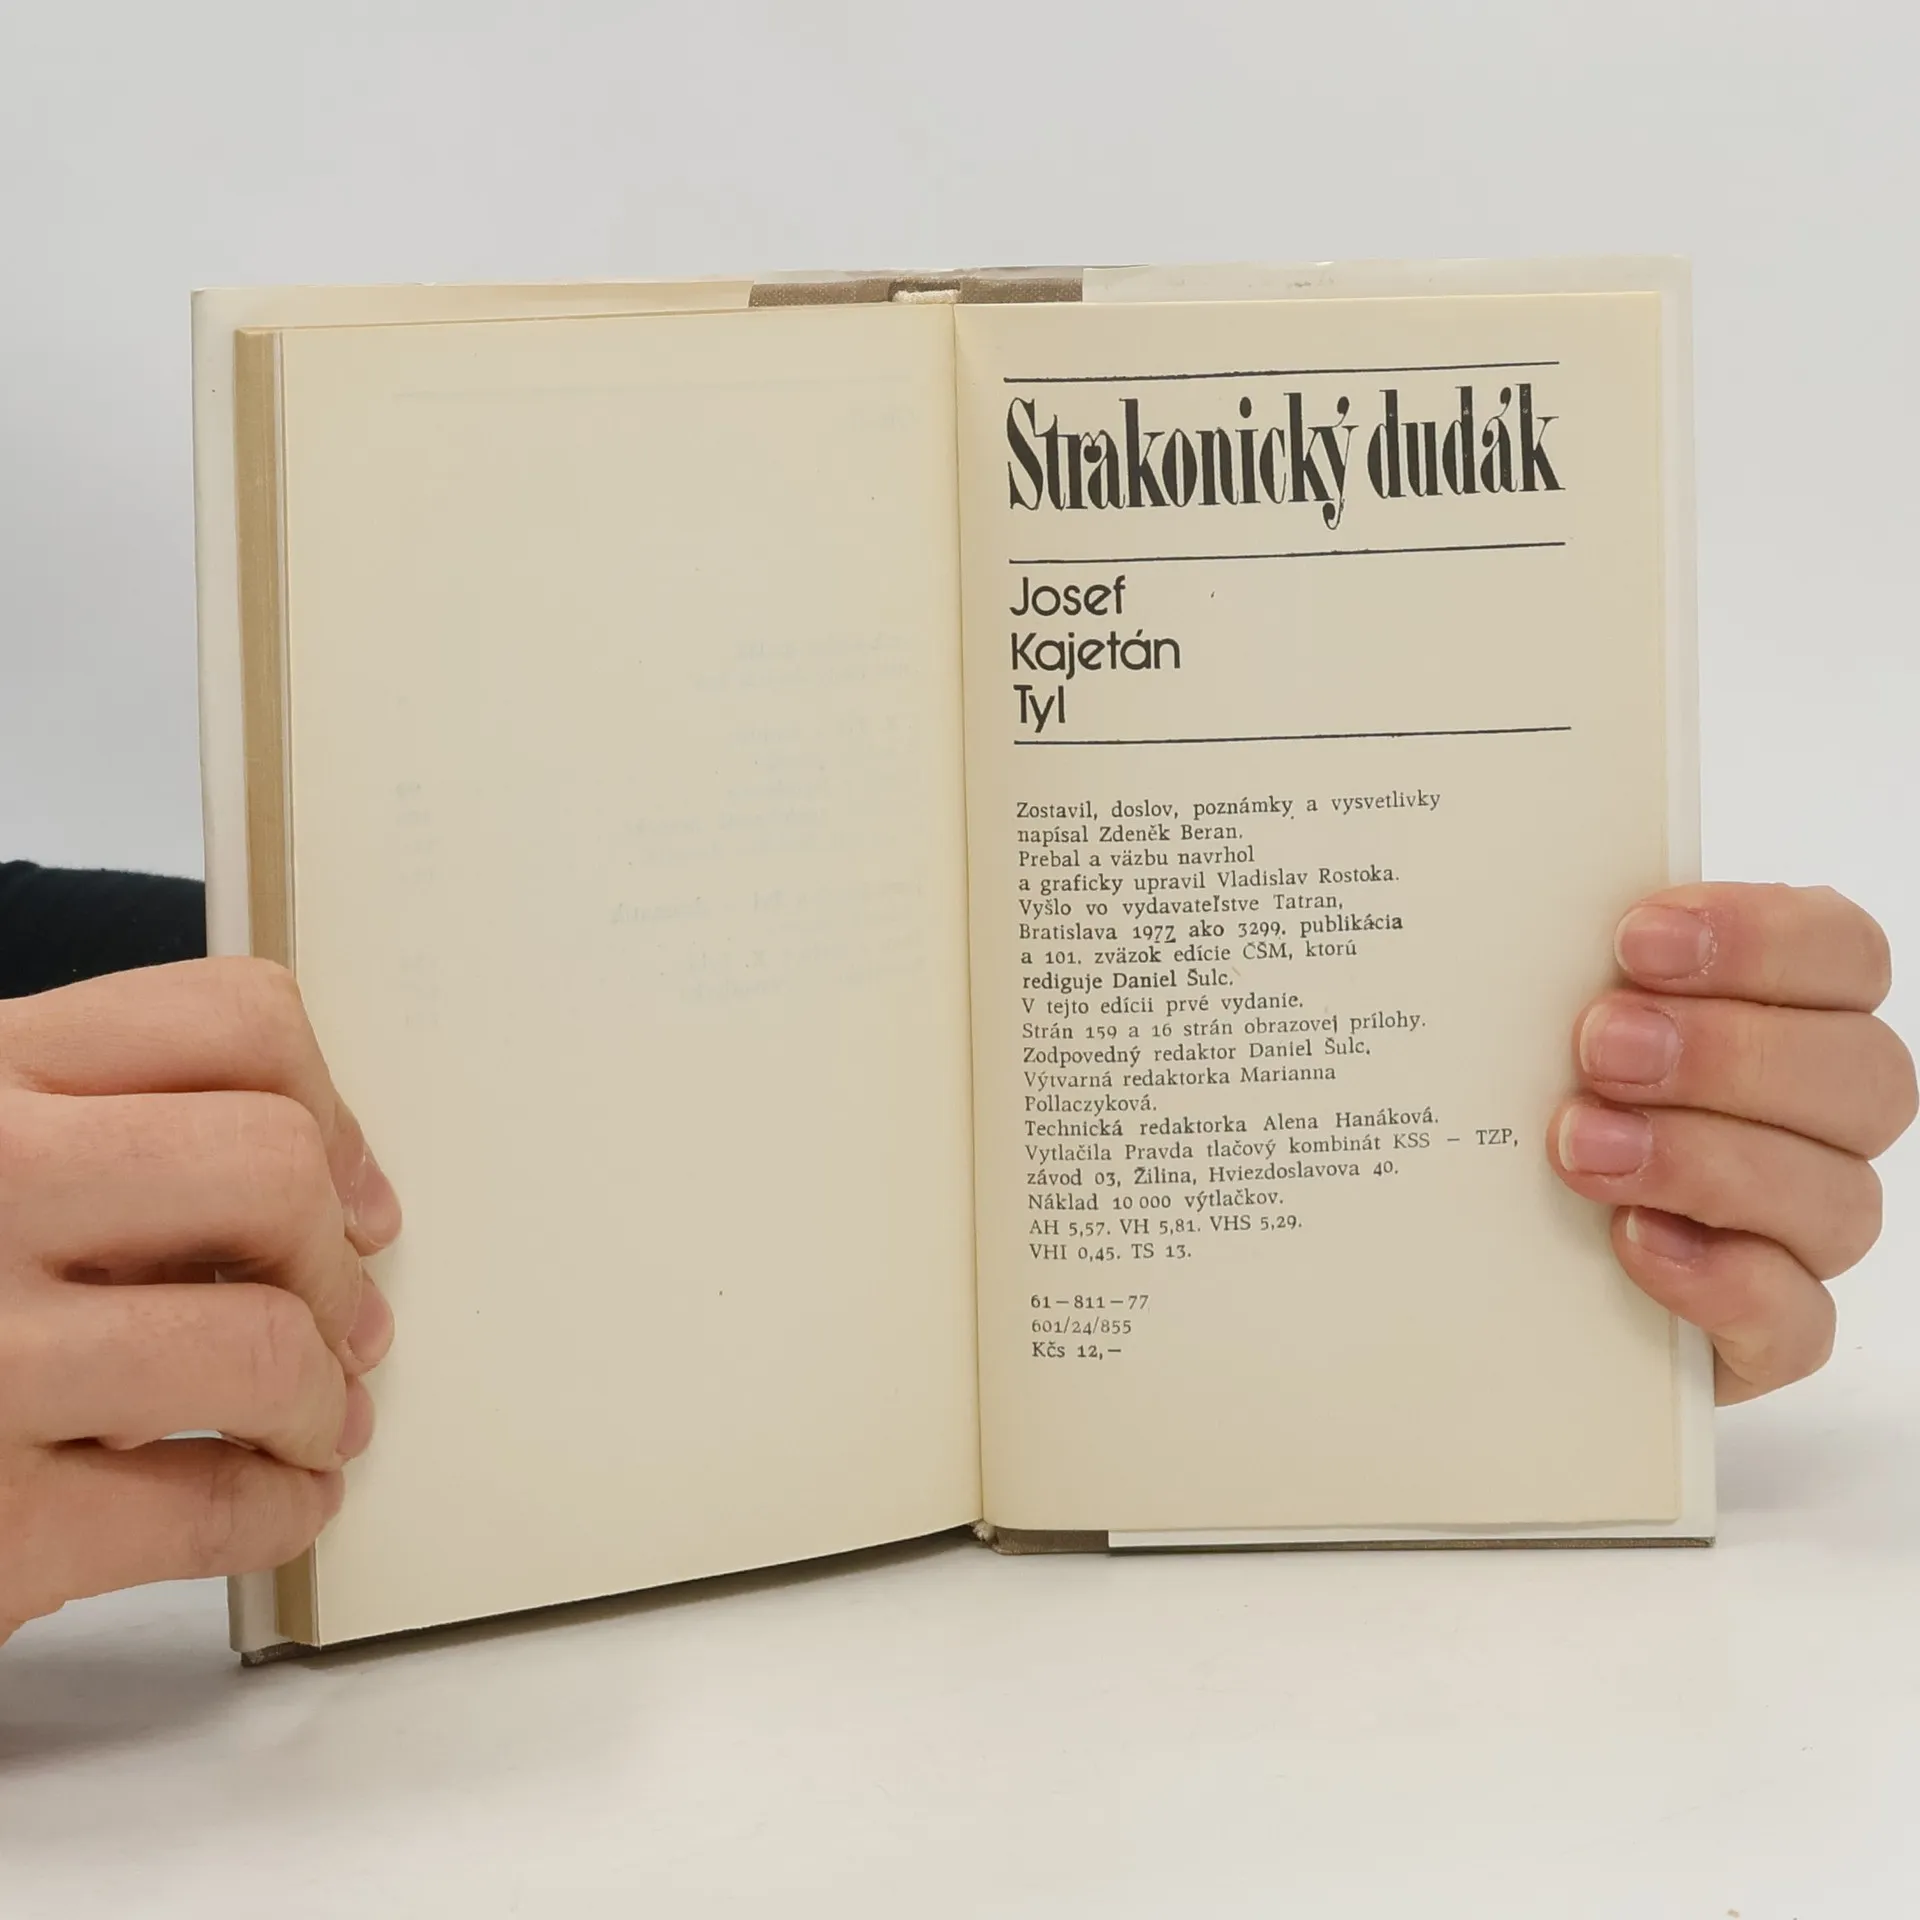 Strakonický dudák
Josef
Kajetán
Tyl
Zostavil, doslov, poznámky a vysvetlivky
napísal Zdeněk Beran.
Prebal a väzbu navrhol
a graficky upravil Vladislav Rostoka.
Vyšlo vo vydavateľstve Tatran,
Bratislava 1977 ako 3299. publikácia
a 101. zväzok edície ČŠM, ktorú
rediguje Daniel Šulc.
V tejto edícii prvé vydanie.
Strán 159 a 16 strán obrazovej prílohy.
Zodpovedný redaktor Daniel Šulc.
Výtvarná redaktorka Marianna
Pollaczyková.
Technická redaktorka Alena Hanáková.
Vytlačila Pravda tlačový kombinát KSS — TZP,
závod 03, Žilina, Hviezdoslavova 40.
Náklad 10 000 výtlačkov.
AH 5,57. VH 5,81. VHS 5,29.
VHI 0,45. TS 13.
61—811—77
601/24/855
Kčs 12,—